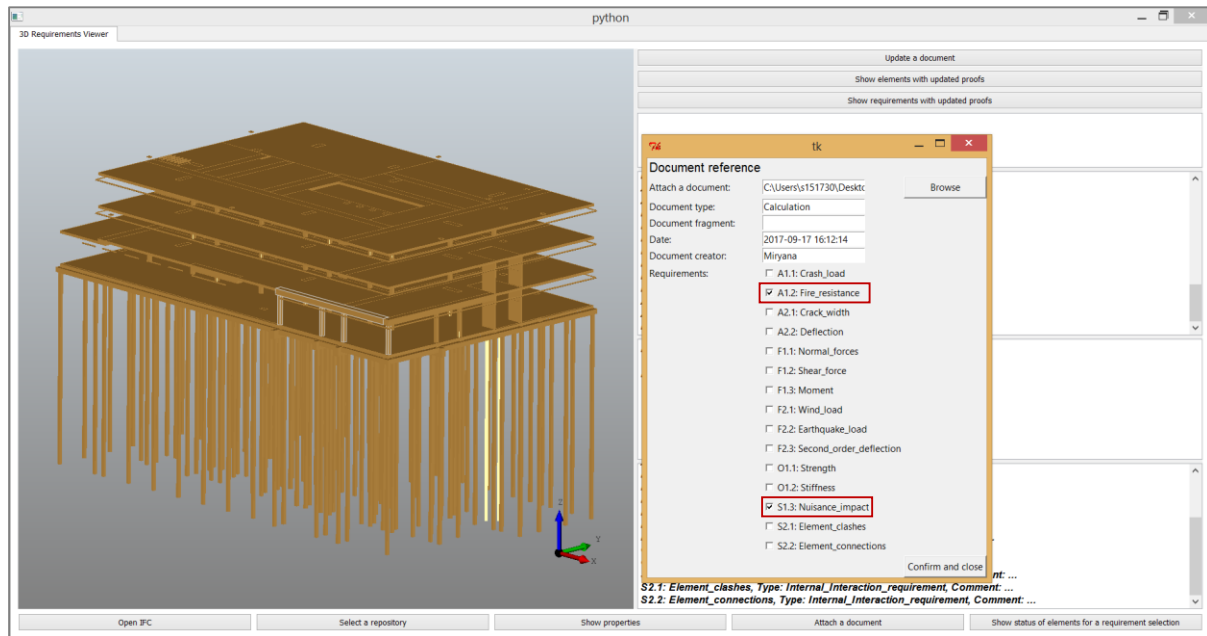 python
3D Requirements Viewer
Update a document
Show elements with updated proofs
Show requirements with updated proofs
tk
Document reference
Attach a document: C:\Users\s151730\Deskto Browse
Document type: Calculation
Document fragment:
Date: 2017-09-17 16:12:14
Document creator: Miryana
Requirements: A1.1: Crash_load
A1.2: Fire_resistance
A2.1: Crack_width
A2.2: Deflection
F1.1: Normal_forces
F1.2: Shear_force
F1.3: Moment
F2.1: Wind_load
F2.2: Earthquake_load
F2.3: Second_order_deflection
O1.1: Strength
O1.2: Stiffness
S1.3: Nuisance_impact
S2.1: Element_clashes
S2.2: Element_connections
Confirm and close
nt: ...
S2.1: Element_clashes, Type: Internal_Interaction_requirement, Comment: ...
S2.2: Element_connections, Type: Internal_Interaction_requirement, Comment: ...
Z
Y
X
Open IFC Select a repository Show properties Attach a document Show status of elements for a requirement selection